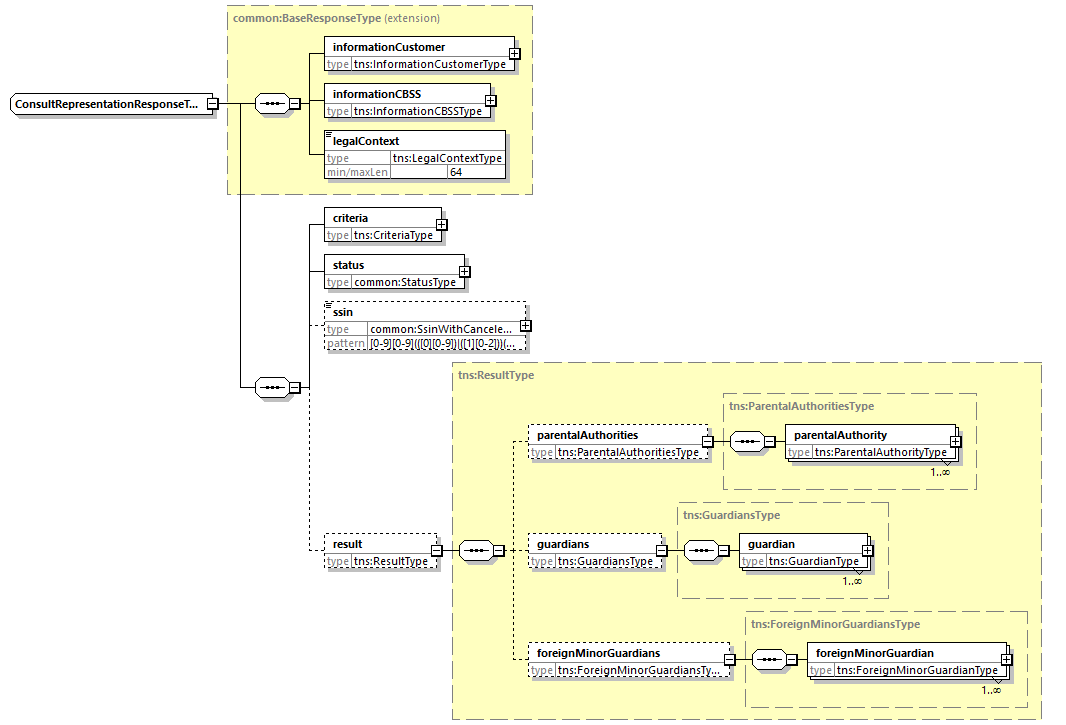 common:BaseResponseType (extension)
informationCustomer
type tns:InformationCustomerType
ConsultRepresentationResponseT...
informationCBSS
type tns:InformationCBSSType
legalContext
type tns:LegalContextType
min/maxLen 64
criteria
type tns:CriteriaType
status
type common:StatusType
ssin
type common:SsinWithCancele...
pattern [0-9][0-9](([0][0-9])|([1][0-2]))(...
tns:ResultType
tns:ParentalAuthoritiesType
parentalAuthorities
type tns:ParentalAuthoritiesType
parentalAuthority
type tns:ParentalAuthorityType
1..∞
tns:GuardiansType
result
type tns:ResultType
guardians
type tns:GuardiansType
guardian
type tns:GuardianType
1..∞
tns:ForeignMinorGuardiansType
foreignMinorGuardians
type tns:ForeignMinorGuardiansTy...
foreignMinorGuardian
type tns:ForeignMinorGuardianType
1..∞